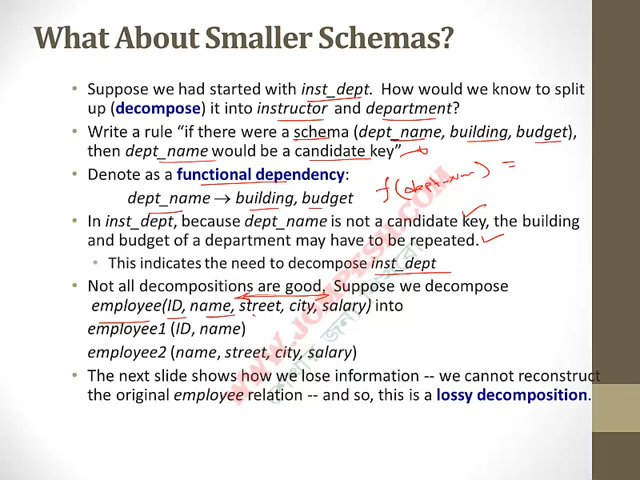 What About Smaller Schemas?
• Suppose we had started with inst_dept. How would we know to split
up (decompose) it into instructor and department?
• Write a rule “if there were a schema (dept_name, building, budget),
then dept_name would be a candidate key”
• Denote as a functional dependency:
dept_name → building, budget
f(dept-nam) =
• In inst_dept, because dept_name is not a candidate key, the building
and budget of a department may have to be repeated.
• This indicates the need to decompose inst_dept
• Not all decompositions are good. Suppose we decompose
employee(ID, name, street, city, salary) into
employee1 (ID, name)
employee2 (name, street, city, salary)
• The next slide shows how we lose information -- we cannot reconstruct
the original employee relation -- and so, this is a lossy decomposition.